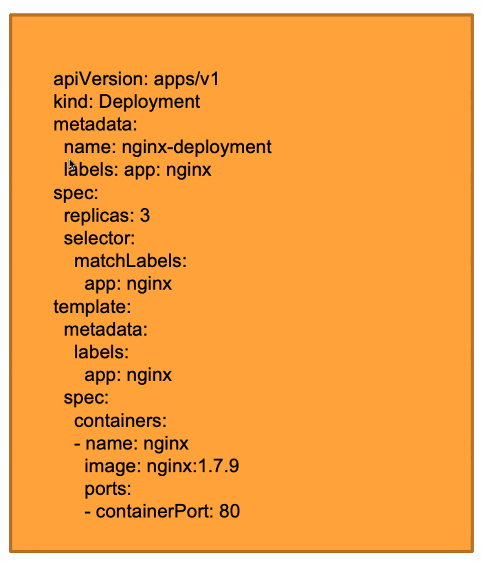 apiVersion: apps/v1
kind: Deployment
metadata:
  name: nginx-deployment
  labels: app: nginx
spec:
  replicas: 3
  selector:
    matchLabels:
      app: nginx
template:
  metadata:
    labels:
      app: nginx
  spec:
    containers:
    - name: nginx
      image: nginx:1.7.9
      ports:
      - containerPort: 80